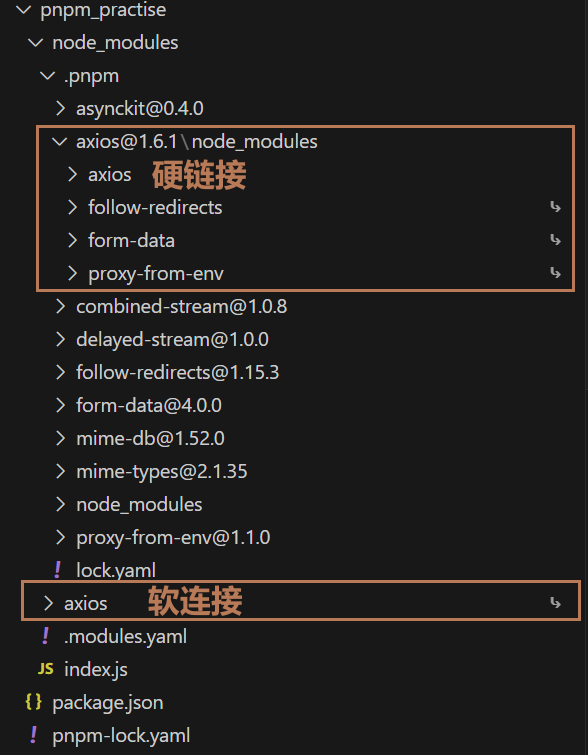 pnpm_practise
node_modules
.pnpm
asynckit@0.4.0
axios@1.6.1\node_modules
axios 硬链接
follow-redirects
form-data
proxy-from-env
combined-stream@1.0.8
delayed-stream@1.0.0
follow-redirects@1.15.3
form-data@4.0.0
mime-db@1.52.0
mime-types@2.1.35
node_modules
proxy-from-env@1.1.0
! lock.yaml
axios 软连接
! .modules.yaml
JS index.js
{} package.json
! pnpm-lock.yaml